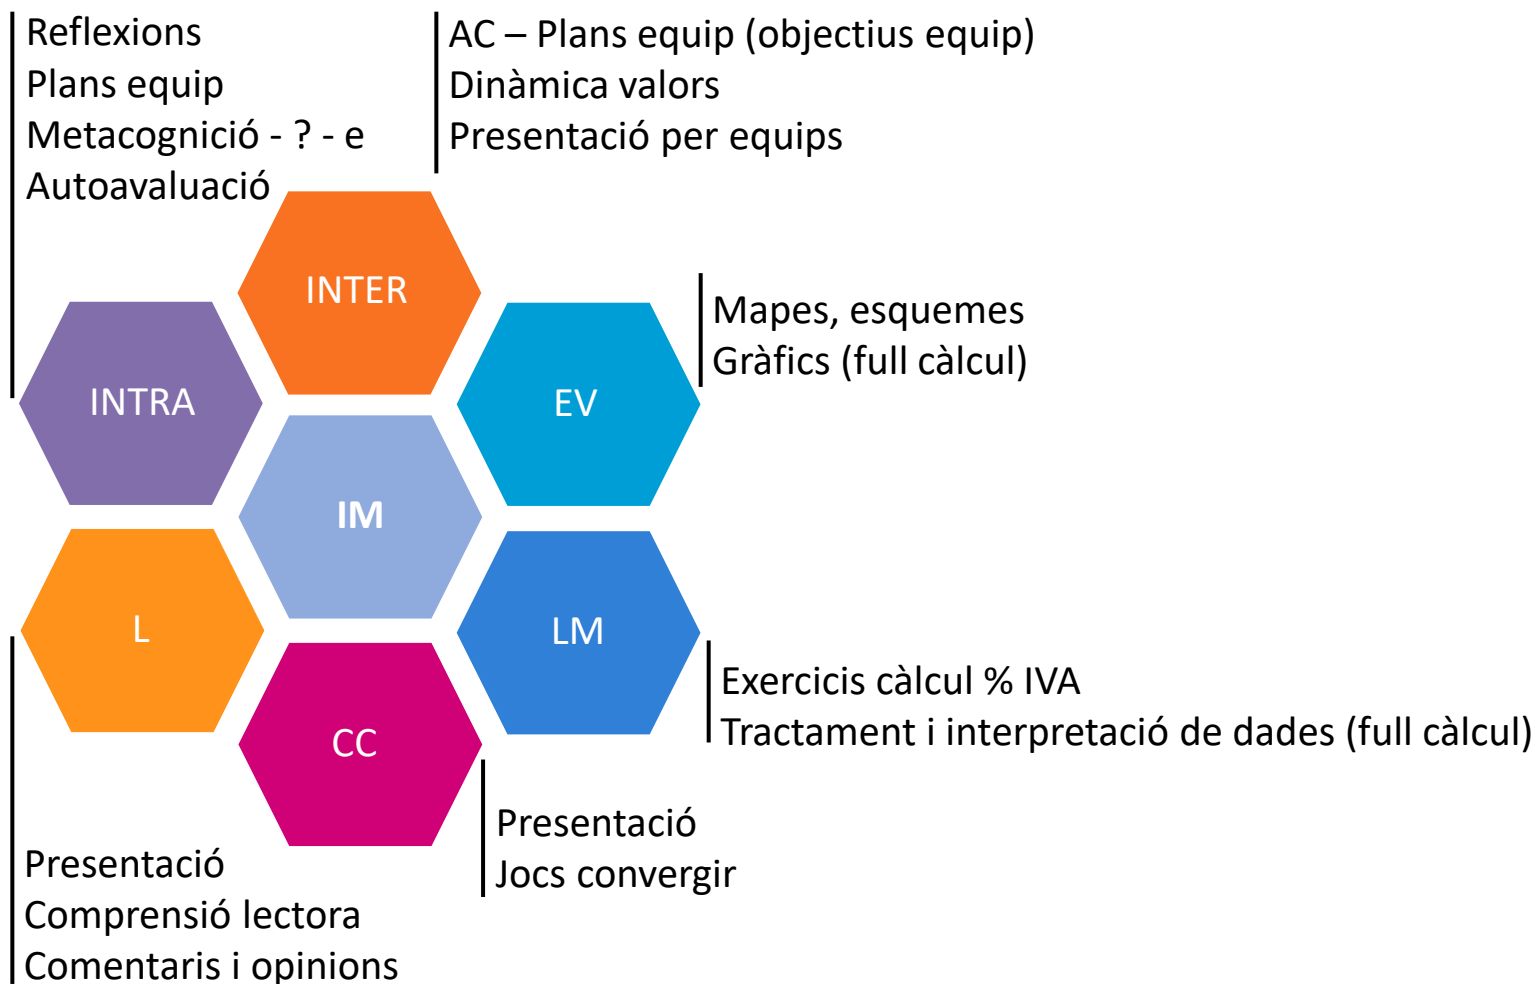 Reflexions
Plans equip
Metacognició - ? - e
Autoavaluació
AC – Plans equip (objectius equip)
Dinàmica valors
Presentació per equips
INTER
Mapes, esquemes
Gràfics (full càlcul)
INTRA
EV
IM
L
LM
Exercicis càlcul % IVA
Tractament i interpretació de dades (full càlcul)
CC
Presentació
Jocs convergir
Presentació
Comprensió lectora
Comentaris i opinions